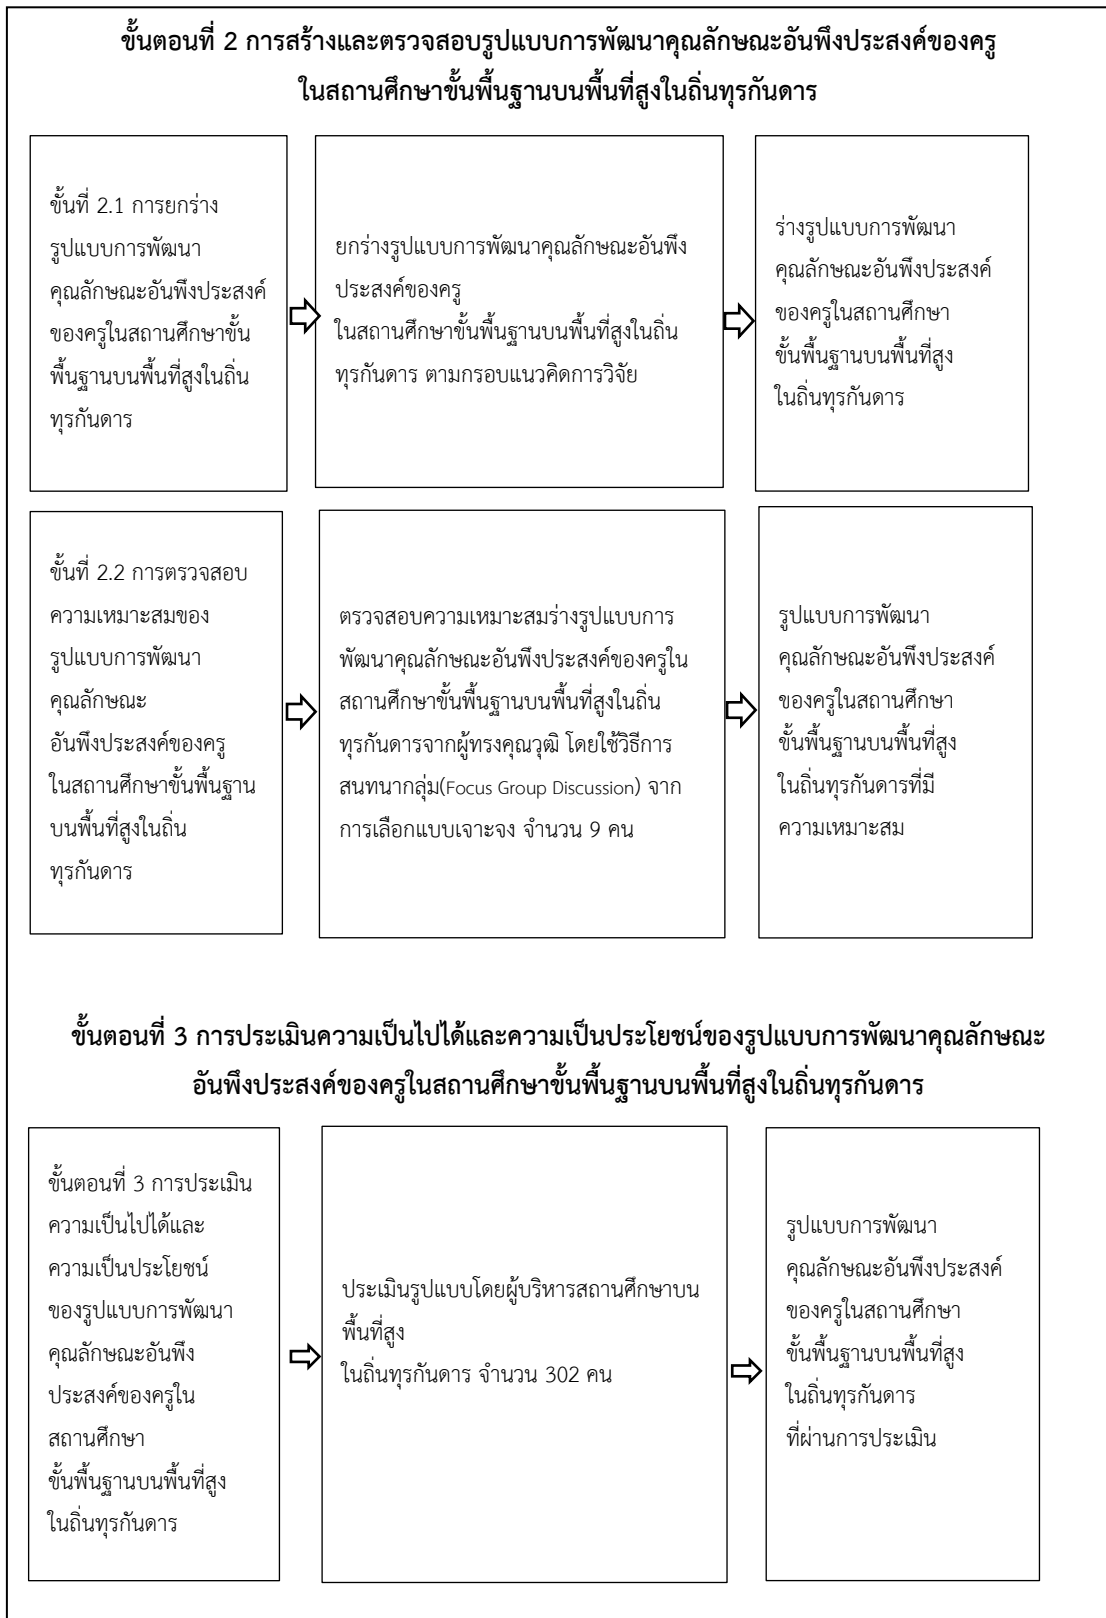 ขั้นตอนที่ 2 การสร้างและตรวจสอบรูปแบบการพัฒนาคุณลักษณะอันพึงประสงค์ของครู
ในสถานศึกษาขั้นพื้นฐานบนพื้นที่สูงในถิ่นทุรกันดาร
ขั้นที่ 2.1 การยกร่าง
รูปแบบการพัฒนา
คุณลักษณะอันพึงประสงค์
ของครูในสถานศึกษาขั้น
พื้นฐานบนพื้นที่สูงในถิ่น
ทุรกันดาร
ยกร่างรูปแบบการพัฒนาคุณลักษณะอันพึง
ประสงค์ของครู
ในสถานศึกษาขั้นพื้นฐานบนพื้นที่สูงในถิ่น
ทุรกันดาร ตามกรอบแนวคิดการวิจัย
ร่างรูปแบบการพัฒนา
คุณลักษณะอันพึงประสงค์
ของครูในสถานศึกษา
ขั้นพื้นฐานบนพื้นที่สูง
ในถิ่นทุรกันดาร
ขั้นที่ 2.2 การตรวจสอบ
ความเหมาะสมของ
รูปแบบการพัฒนา
คุณลักษณะ
อันพึงประสงค์ของครู
ในสถานศึกษาขั้นพื้นฐาน
บนพื้นที่สูงในถิ่น
ทุรกันดาร
ตรวจสอบความเหมาะสมร่างรูปแบบการ
พัฒนาคุณลักษณะอันพึงประสงค์ของครูใน
สถานศึกษาขั้นพื้นฐานบนพื้นที่สูงในถิ่น
ทุรกันดารจากผู้ทรงคุณวุฒิ โดยใช้วิธีการ
สนทนากลุ่ม(Focus Group Discussion) จาก
การเลือกแบบเจาะจง จำนวน 9 คน
รูปแบบการพัฒนา
คุณลักษณะอันพึงประสงค์
ของครูในสถานศึกษา
ขั้นพื้นฐานบนพื้นที่สูง
ในถิ่นทุรกันดารที่มี
ความเหมาะสม
ขั้นตอนที่ 3 การประเมินความเป็นไปได้และความเป็นประโยชน์ของรูปแบบการพัฒนาคุณลักษณะ
อันพึงประสงค์ของครูในสถานศึกษาขั้นพื้นฐานบนพื้นที่สูงในถิ่นทุรกันดาร
ขั้นตอนที่ 3 การประเมิน
ความเป็นไปได้และ
ความเป็นประโยชน์
ของรูปแบบการพัฒนา
คุณลักษณะอันพึง
ประสงค์ของครูใน
สถานศึกษา
ขั้นพื้นฐานบนพื้นที่สูง
ในถิ่นทุรกันดาร
ประเมินรูปแบบโดยผู้บริหารสถานศึกษาบน
พื้นที่สูง
ในถิ่นทุรกันดาร จำนวน 302 คน
รูปแบบการพัฒนา
คุณลักษณะอันพึงประสงค์
ของครูในสถานศึกษา
ขั้นพื้นฐานบนพื้นที่สูง
ในถิ่นทุรกันดาร
ที่ผ่านการประเมิน